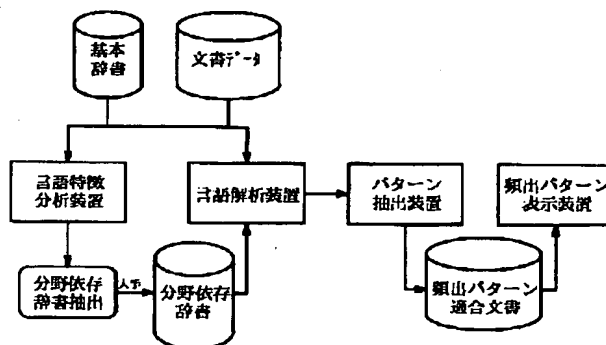 基本
辞書
文書データ
言語特徴
分析装置
言語解析装置
パターン
抽出装置
頻出パターン
表示装置
分野依存
辞書抽出
人手
分野依存
辞書
頻出パターン
適合文書